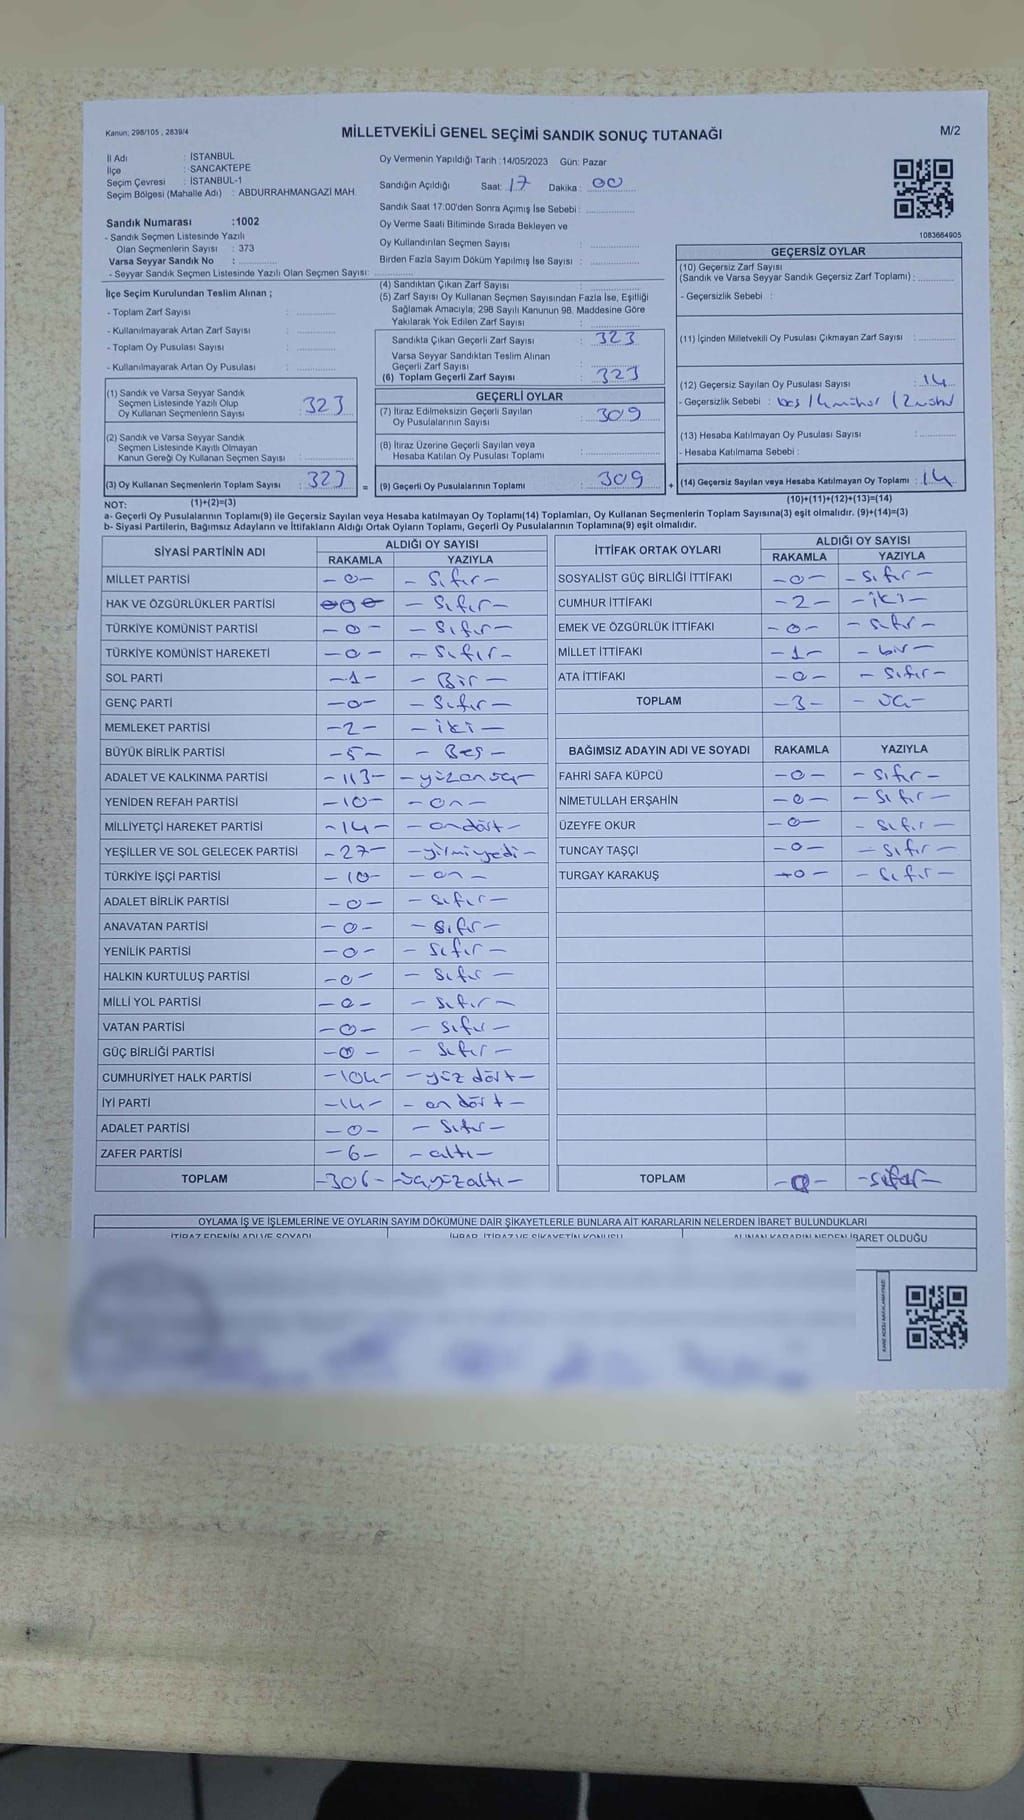 Kanun; 298/105 , 2839/4
MİLLETVEKİLİ GENEL SEÇİMİ SANDIK SONUÇ TUTANAĞI
M/2
İl Adı : İSTANBUL
İlçe : SANCAKTEPE
Seçim Çevresi : İSTANBUL-1
Seçim Bölgesi (Mahalle Adı) : ABDURRAHMANGAZİ MAH.
Sandık Numarası :1002
- Sandık Seçmen Listesinde Yazılı
Olan Seçmenlerin Sayısı : 373
Varsa Seyyar Sandık No :
- Seyyar Sandık Seçmen Listesinde Yazılı Olan Seçmen Sayısı:
Oy Vermenin Yapıldığı Tarih :14/05/2023 Gün: Pazar
Sandığın Açıldığı Saat: 17 Dakika : 00
Sandık Saat 17:00'den Sonra Açımış İse Sebebi :
Oy Verme Saati Bitiminde Sırada Bekleyen ve
Oy Kullandırılan Seçmen Sayısı :
Birden Fazla Sayım Döküm Yapılmış İse Sayısı :
1083664905
İlçe Seçim Kurulundan Teslim Alınan ;
- Toplam Zarf Sayısı :
- Kullanılmayarak Artan Zarf Sayısı :
- Toplam Oy Pusulası Sayısı :
- Kullanılmayarak Artan Oy Pusulası :
(1) Sandık ve Varsa Seyyar Sandık
Seçmen Listesinde Yazılı Olup
Oy Kullanan Seçmenlerin Sayısı 323
(2) Sandık ve Varsa Seyyar Sandık
Seçmen Listesinde Kayıtlı Olmayan
Kanun Gereği Oy Kullanan Seçmen Sayısı :
(3) Oy Kullanan Seçmenlerin Toplam Sayısı : 323 =
(4) Sandıktan Çıkan Zarf Sayısı :
(5) Zarf Sayısı Oy Kullanan Seçmen Sayısından Fazla İse, Eşitliği
Sağlamak Amacıyla, 298 Sayılı Kanunun 98. Maddesine Göre
Yakılarak Yok Edilen Zarf Sayısı :
Sandıkta Çıkan Geçerli Zarf Sayısı : 323
Varsa Seyyar Sandıktan Teslim Alınan
Geçerli Zarf Sayısı :
(6) Toplam Geçerli Zarf Sayısı : 323
GEÇERLİ OYLAR
(7) İtiraz Edilmeksizin Geçerli Sayılan
Oy Pusulalarının Sayısı : 309
(8) İtiraz Üzerine Geçerli Sayılan veya
Hesaba Katılan Oy Pusulası Toplamı :
(9) Geçerli Oy Pusulalarının Toplamı : 309 +
GEÇERSİZ OYLAR
(10) Geçersiz Zarf Sayısı
(Sandık ve Varsa Seyyar Sandık Geçersiz Zarf Toplamı) :
- Geçersizlik Sebebi :
(11) İçinden Milletvekili Oy Pusulası Çıkmayan Zarf Sayısı :
(12) Geçersiz Sayılan Oy Pusulası Sayısı : 14
- Geçersizlik Sebebi :
(13) Hesaba Katılmayan Oy Pusulası Sayısı :
- Hesaba Katılmama Sebebi :
(14) Geçersiz Sayılan veya Hesaba Katılmayan Oy Toplamı : 14
NOT: (1)+(2)=(3) (10)+(11)+(12)+(13)=(14)
a- Geçerli Oy Pusulalarının Toplamı(9) ile Geçersiz Sayılan veya Hesaba katılmayan Oy Toplamı(14) Toplamları, Oy Kullanan Seçmenlerin Toplam Sayısına(3) eşit olmalıdır. (9)+(14)=(3)
b- Siyasi Partilerin, Bağımsız Adayların ve İttifakların Aldığı Ortak Oyların Toplamı, Geçerli Oy Pusulalarının Toplamına(9) eşit olmalıdır.
SİYASİ PARTİNİN ADI ALDIĞI OY SAYISI
RAKAMLA YAZIYLA
MİLLET PARTİSİ -0- - Sıfır -
HAK VE ÖZGÜRLÜKLER PARTİSİ 0 - Sıfır -
TÜRKİYE KOMÜNİST PARTİSİ -0- - Sıfır -
TÜRKİYE KOMÜNİST HAREKETİ -0- - Sıfır -
SOL PARTİ -1- - Bir -
GENÇ PARTİ -0- - Sıfır -
MEMLEKET PARTİSİ -2- - iki -
BÜYÜK BİRLİK PARTİSİ -5- - Beş -
ADALET VE KALKINMA PARTİSİ -113- - yüzonüç -
YENİDEN REFAH PARTİSİ -10- - on -
MİLLİYETÇİ HAREKET PARTİSİ -14- - ondört -
YEŞİLLER VE SOL GELECEK PARTİSİ -27- - yirmiyedi -
TÜRKİYE İŞÇİ PARTİSİ -10- - on -
ADALET BİRLİK PARTİSİ -0- - Sıfır -
ANAVATAN PARTİSİ -0- - Sıfır -
YENİLİK PARTİSİ -0- - Sıfır -
HALKIN KURTULUŞ PARTİSİ -0- - Sıfır -
MİLLİ YOL PARTİSİ -0- - Sıfır -
VATAN PARTİSİ -0- - Sıfır -
GÜÇ BİRLİĞİ PARTİSİ -0- - Sıfır -
CUMHURİYET HALK PARTİSİ -104- - yüz dört -
İYİ PARTİ -14- - on dört -
ADALET PARTİSİ -0- - Sıfır -
ZAFER PARTİSİ -6- - altı -
TOPLAM -306- - üçyüzaltı -
İTTİFAK ORTAK OYLARI ALDIĞI OY SAYISI
RAKAMLA YAZIYLA
SOSYALİST GÜÇ BİRLİĞİ İTTİFAKI -0- - Sıfır -
CUMHUR İTTİFAKI -2- - iki -
EMEK VE ÖZGÜRLÜK İTTİFAKI -0- - Sıfır -
MİLLET İTTİFAKI -1- - bir -
ATA İTTİFAKI -0- - Sıfır -
TOPLAM -3- - üç -
BAĞIMSIZ ADAYIN ADI VE SOYADI RAKAMLA YAZIYLA
FAHRİ SAFA KÜPCÜ -0- - Sıfır -
NİMETULLAH ERŞAHİN -0- - Sıfır -
ÜZEYFE OKUR -0- - Sıfır -
TUNCAY TAŞÇI -0- - Sıfır -
TURGAY KARAKUŞ -0- - Sıfır -
TOPLAM -0- - sıfır -
OYLAMA İŞ VE İŞLEMLERİNE VE OYLARIN SAYIM DÖKÜMÜNE DAİR ŞİKAYETLERLE BUNLARA AİT KARARLARIN NELERDEN İBARET BULUNDUKLARI
İTİRAZ EDENİN ADI VE SOYADI İHBAR, İTİRAZ VE ŞİKAYETİN KONUSU ALINAN KARARIN NEDEN İBARET OLDUĞU